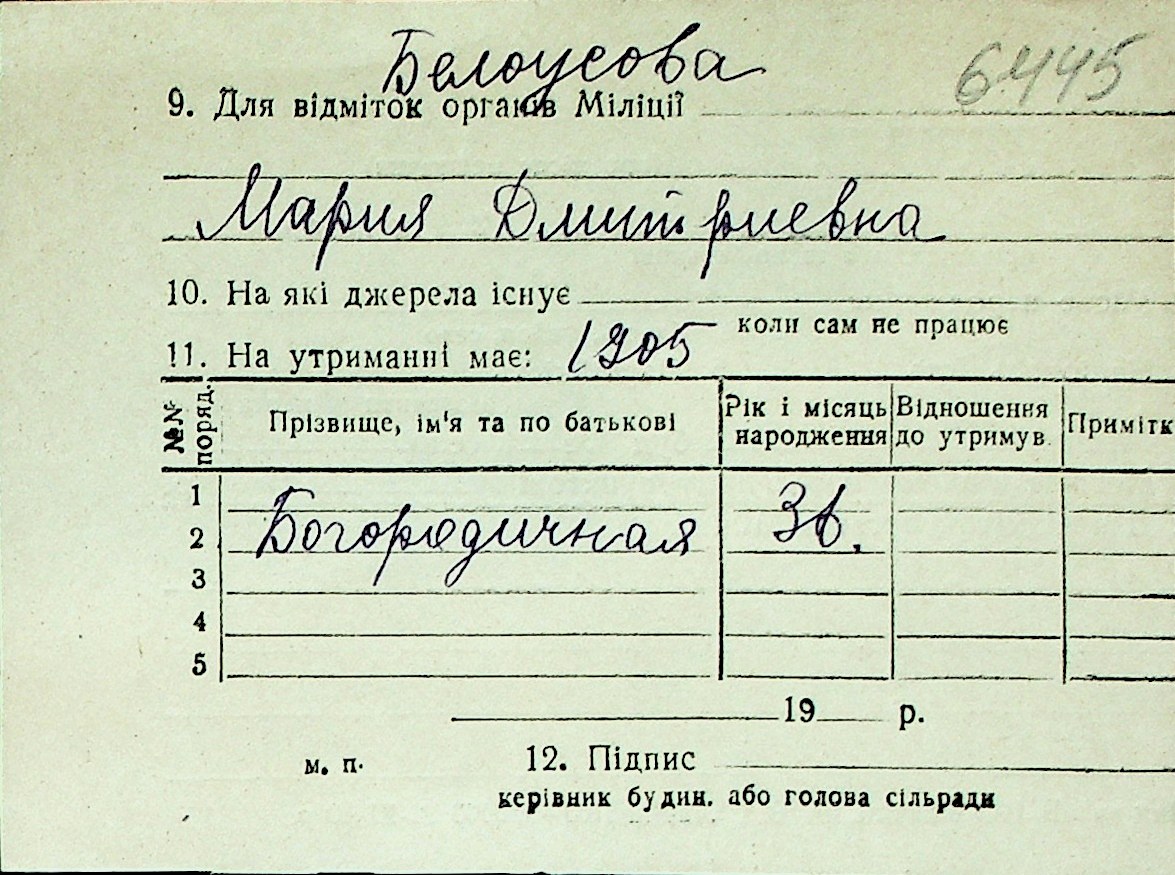 Белоусова
6445
9. Для відміток органів Міліції
Мария Дмитриевна
10. На які джерела існує
коли сам не працює
11. На утриманні має: 1905
№№ поряд.
Прізвище, ім'я та по батькові
Рік і місяць народження
Відношення до утримув.
Примітк
1
2 Богородичная 36.
3
4
5
19 р.
м. п.
12. Підпис
керівник будин. або голова сільради